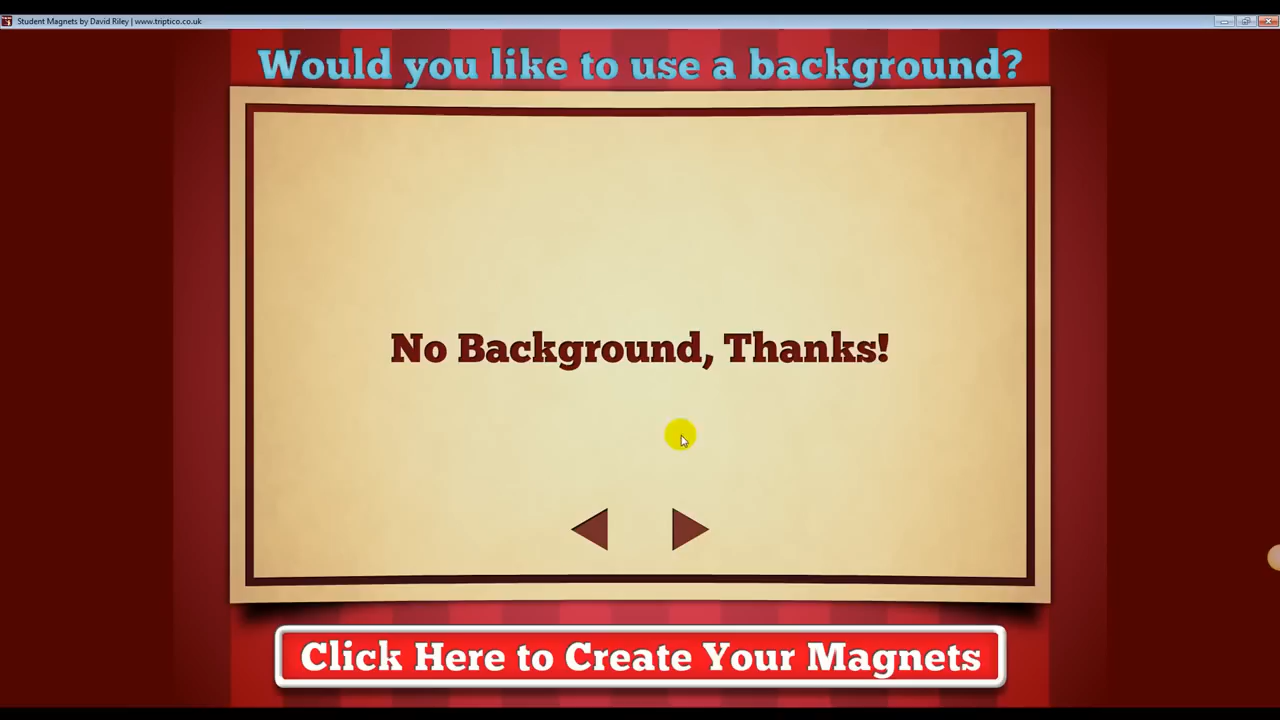 Student Magnets by David Riley | www.triptico.co.uk
Would you like to use a background?
No Background, Thanks!
Click Here to Create Your Magnets